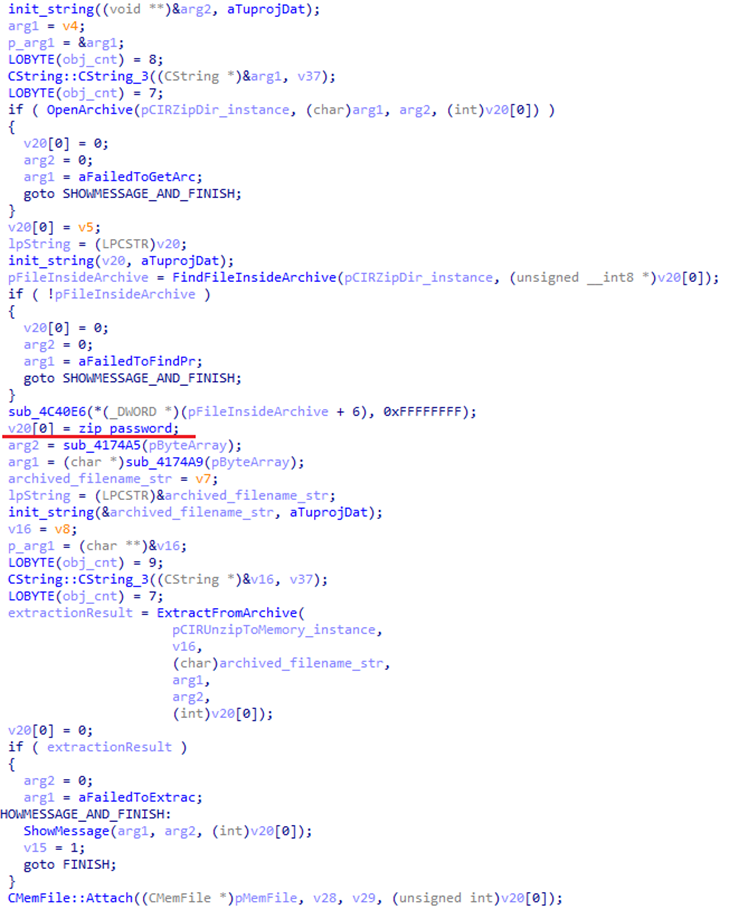 init_string((void **)&arg2, aTuprojDat);
arg1 = v4;
p_arg1 = &arg1;
LOBYTE(obj_cnt) = 8;
CString::CString_3((CString *)&arg1, v37);
LOBYTE(obj_cnt) = 7;
if ( OpenArchive(pCIRZipDir_instance, (char)arg1, arg2, (int)v20[0]) )
{
v20[0] = 0;
arg2 = 0;
arg1 = aFailedToGetArc;
goto SHOWMESSAGE_AND_FINISH;
}
v20[0] = v5;
lpString = (LPCSTR)v20;
init_string(v20, aTuprojDat);
pFileInsideArchive = FindFileInsideArchive(pCIRZipDir_instance, (unsigned __int8 *)v20[0]);
if ( !pFileInsideArchive )
{
v20[0] = 0;
arg2 = 0;
arg1 = aFailedToFindPr;
goto SHOWMESSAGE_AND_FINISH;
}
sub_4C40E6(*(_DWORD *)(pFileInsideArchive + 6), 0xFFFFFFFF);
v20[0] = zip_password;
arg2 = sub_4174A5(pByteArray);
arg1 = (char *)sub_4174A9(pByteArray);
archived_filename_str = v7;
lpString = (LPCSTR)&archived_filename_str;
init_string(&archived_filename_str, aTuprojDat);
v16 = v8;
p_arg1 = (char **)&v16;
LOBYTE(obj_cnt) = 9;
CString::CString_3((CString *)&v16, v37);
LOBYTE(obj_cnt) = 7;
extractionResult = ExtractFromArchive(
pCIRUnzipToMemory_instance,
v16,
(char)archived_filename_str,
arg1,
arg2,
(int)v20[0]);
v20[0] = 0;
if ( extractionResult )
{
arg2 = 0;
arg1 = aFailedToExtrac;
HOWMESSAGE_AND_FINISH:
ShowMessage(arg1, arg2, (int)v20[0]);
v15 = 1;
goto FINISH;
}
CMemFile::Attach((CMemFile *)pMemFile, v28, v29, (unsigned int)v20[0]);